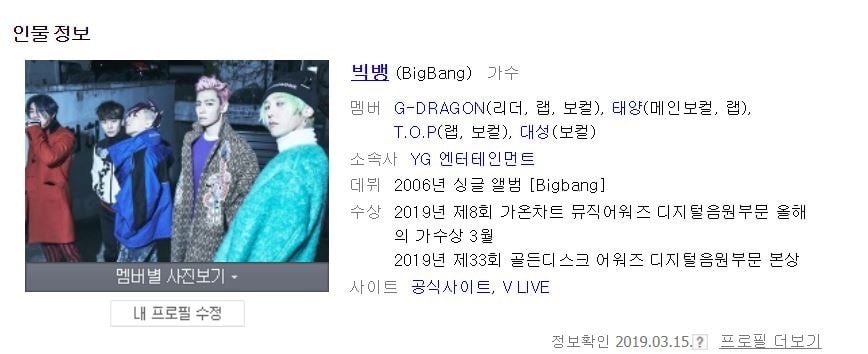 인물 정보
빅뱅 (BigBang) 가수
멤버 G-DRAGON(리더, 랩, 보컬), 태양(메인보컬, 랩),
T.O.P(랩, 보컬), 대성(보컬)
소속사 YG 엔터테인먼트
데뷔 2006년 싱글 앨범 [Bigbang]
수상 2019년 제8회 가온차트 뮤직어워즈 디지털음원부문 올해
의 가수상 3월
2019년 제33회 골든디스크 어워즈 디지털음원부문 본상
사이트 공식사이트, V LIVE
멤버별 사진보기
내 프로필 수정
정보확인 2019.03.15. ? 프로필 더보기